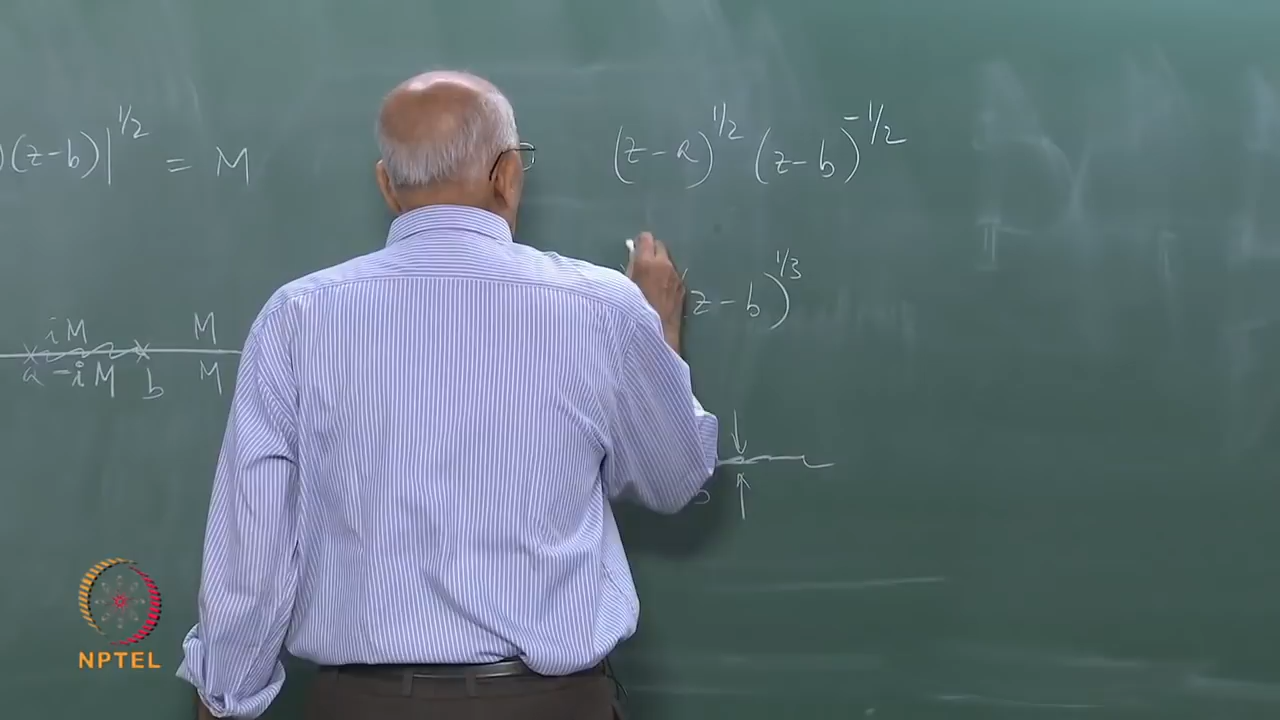 )(z-b)|^{1/2} = M
(z-a)^{1/2} (z-b)^{-1/2}
(z-b)^{1/3}
iM M
a -iM b M
NPTEL